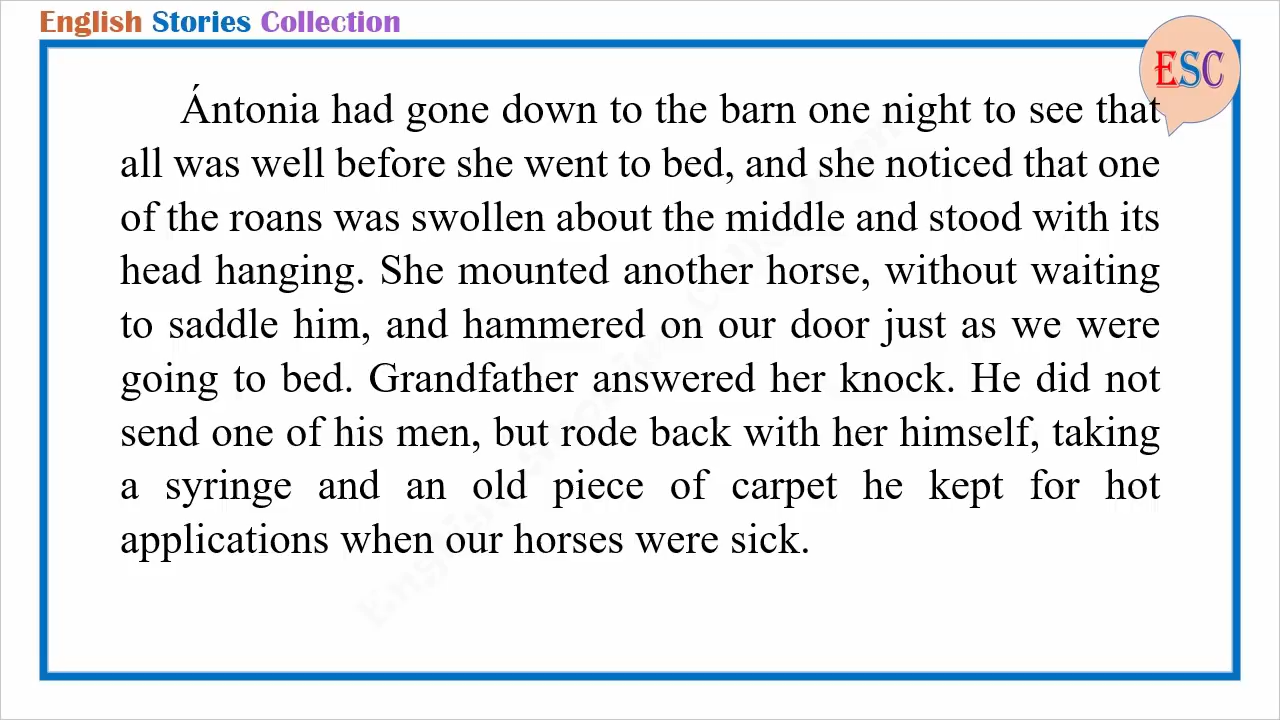 English Stories Collection
ESC
Ántonia had gone down to the barn one night to see that
all was well before she went to bed, and she noticed that one
of the roans was swollen about the middle and stood with its
head hanging. She mounted another horse, without waiting
to saddle him, and hammered on our door just as we were
going to bed. Grandfather answered her knock. He did not
send one of his men, but rode back with her himself, taking
a syringe and an old piece of carpet he kept for hot
applications when our horses were sick.